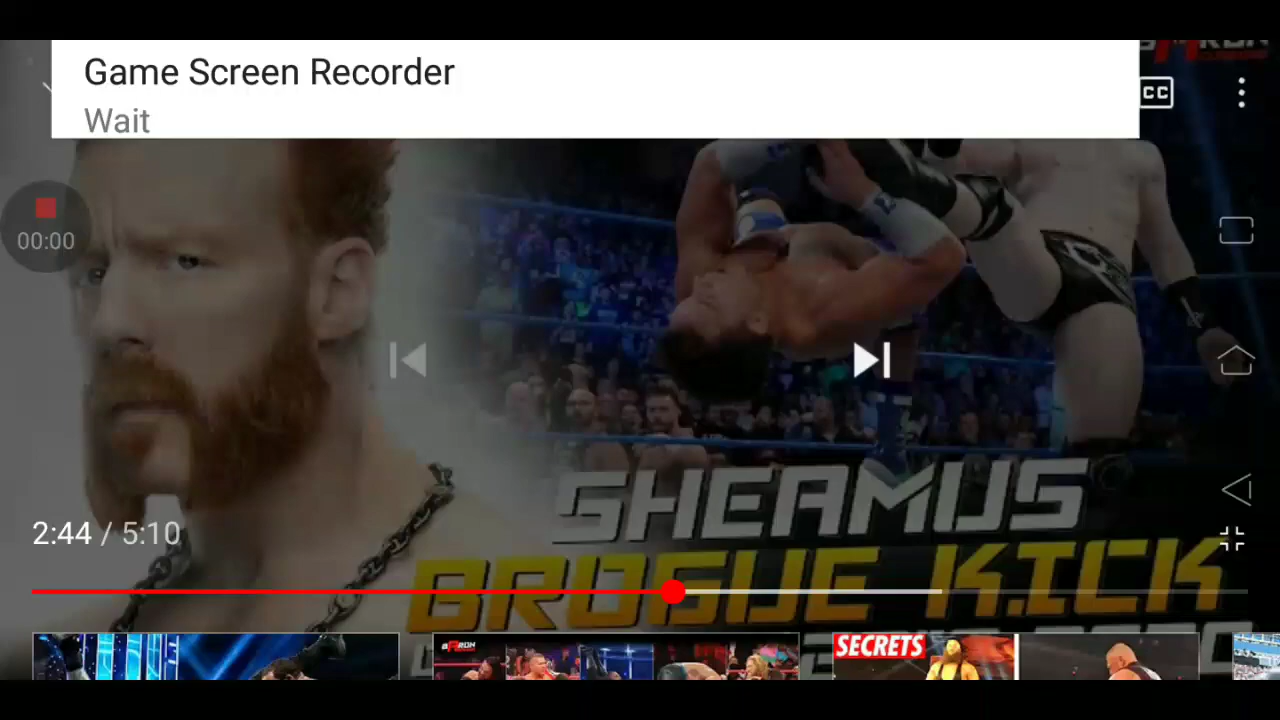 Game Screen Recorder
Wait
CC
00:00
SHEAMUS
2:44 / 5:10
BROGUE KICK
SECRETS